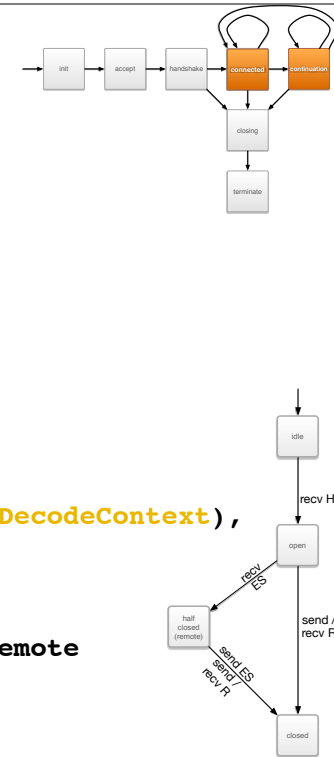 init
accept
handshake
connected
continuation
closing
terminate
idle
recv H
DecodeContext),
open
recv
ES
half
closed
(remote)
send /
recv R
emote
send ES
send /
recv R
closed